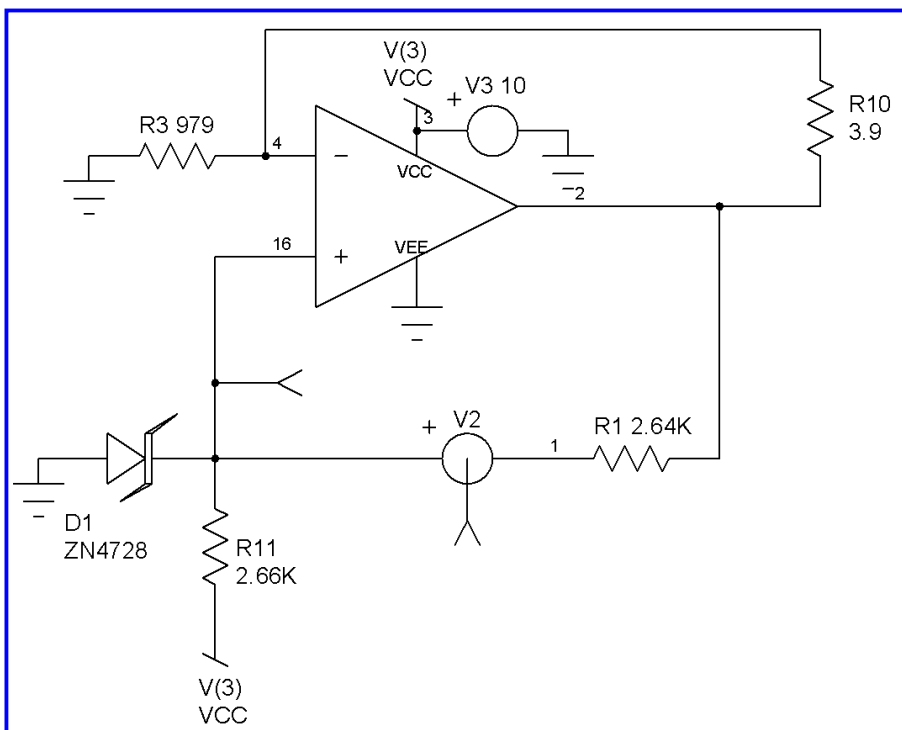 V(3)
VCC
+
V3 10
3
R10
3.9
R3 979
4
−
VCC
2
16
+
VEE
+
V2
1
R1 2.64K
D1
ZN4728
R11
2.66K
V(3)
VCC